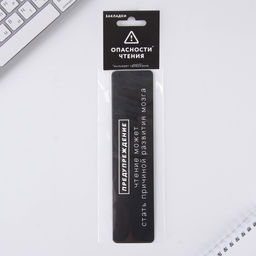 ЗАКЛАДКИ
ОПАСНОСТИ
ЧТЕНИЯ
ПРЕДУПРЕЖДЕНИЕ
чтение может
стать причиной развития мозга